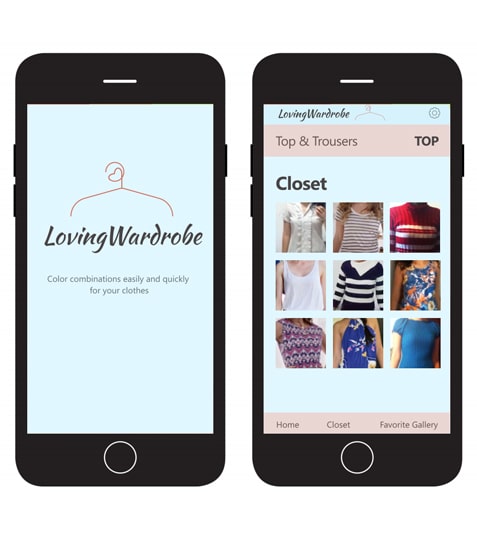 LovingWardrobe
Color combinations easily and quickly
for your clothes
LovingWardrobe
Top & Trousers
TOP
Closet
Home
Closet
Favorite Gallery